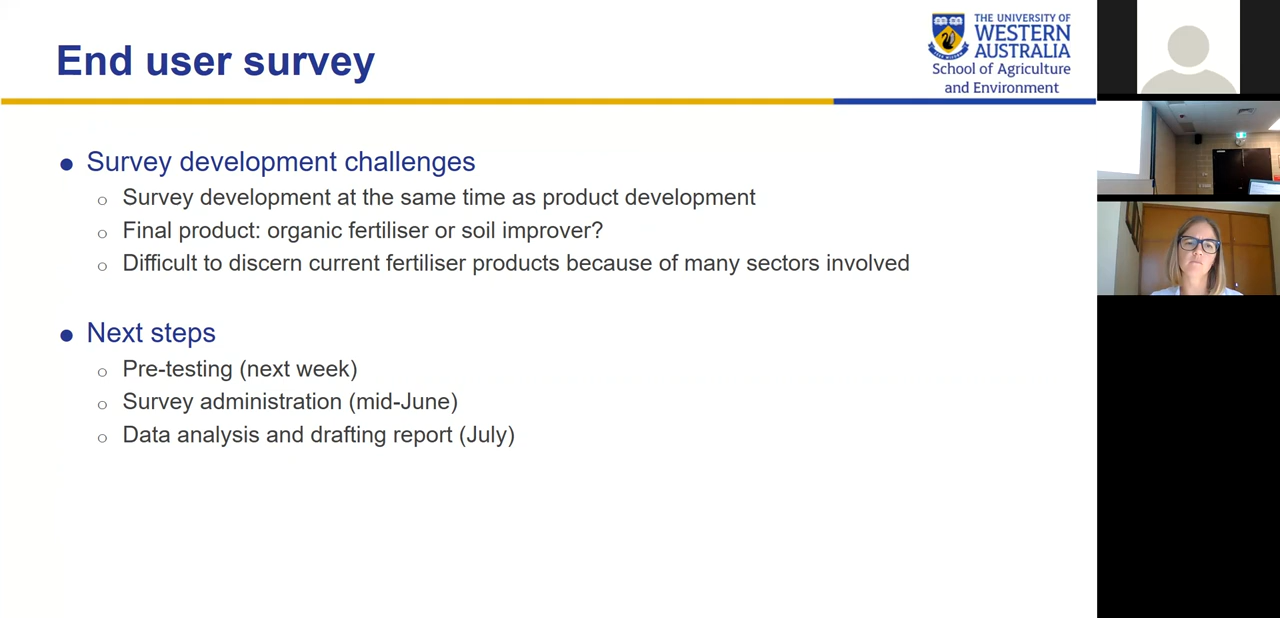 End user survey
THE UNIVERSITY OF
WESTERN
AUSTRALIA
School of Agriculture
and Environment
● Survey development challenges
o Survey development at the same time as product development
o Final product: organic fertiliser or soil improver?
o Difficult to discern current fertiliser products because of many sectors involved
● Next steps
o Pre-testing (next week)
o Survey administration (mid-June)
o Data analysis and drafting report (July)